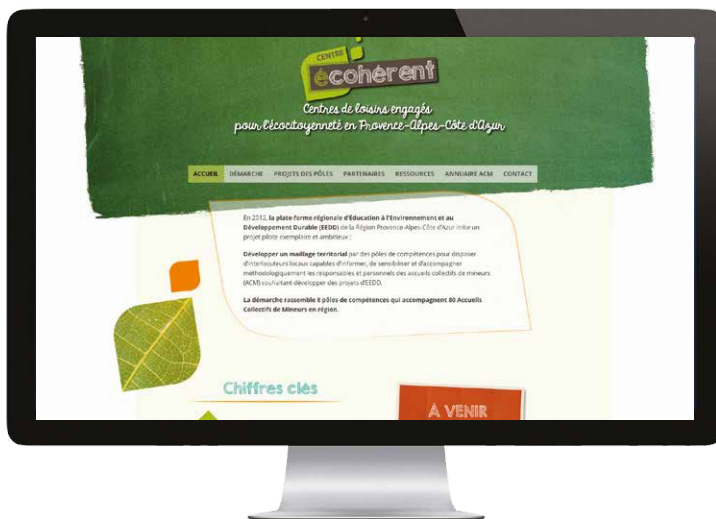 CENTRE
écohérent
Centres de loisirs engagés
pour l'écocitoyenneté en Provence-Alpes-Côte d'Azur
ACCUEIL DÉMARCHE PROJETS DES PÔLES PARTENAIRES RESSOURCES ANNUAIRE ACM CONTACT
En 2012, la plate-forme régionale d'Éducation à l'Environnement et au
Développement Durable (EEDD) de la Région Provence-Alpes-Côte d'Azur initie un
projet pilote exemplaire et ambitieux :
Développer un maillage territorial par des pôles de compétences pour disposer
d'interlocuteurs locaux capables d'informer, de sensibiliser et d'accompagner
méthodologiquement les responsables et personnels des accueils collectifs de mineurs
(ACM) souhaitant développer des projets d'EEDD.
La démarche rassemble 8 pôles de compétences qui accompagnent 80 Accueils
Collectifs de Mineurs en région.
Chiffres clés
À VENIR